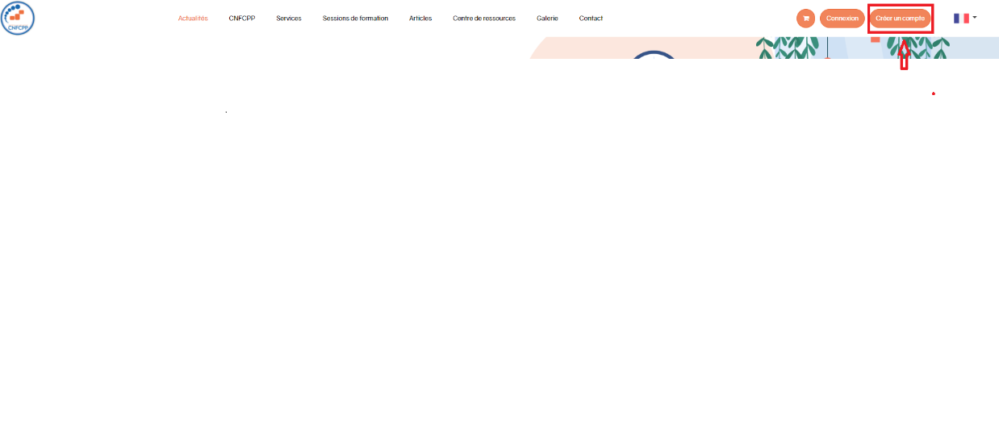 CNFCPP
Actualités CNFCPP Services Sessions de formation Articles Centre de ressources Galerie Contact Connexion Créer un compte